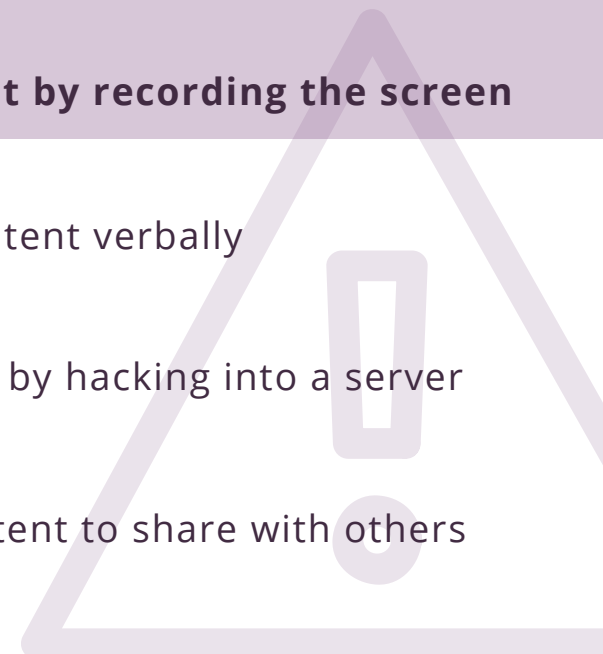 t by recording the screen
tent verbally
by hacking into a server
tent to share with others